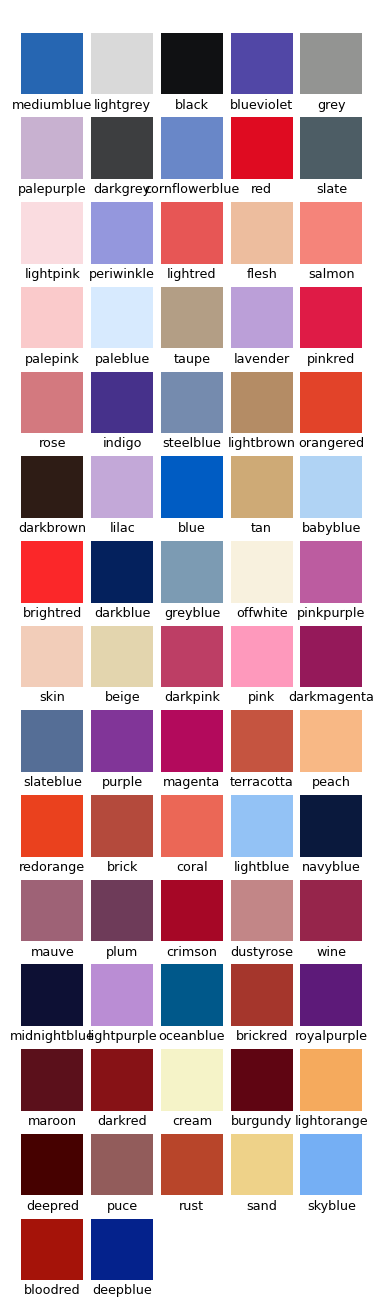 mediumblue lightgrey black blueviolet grey
palepurple darkgrey cornflowerblue red slate
lightpink periwinkle lightred flesh salmon
palepink paleblue taupe lavender pinkred
rose indigo steelblue lightbrown orangered
darkbrown lilac blue tan babyblue
brightred darkblue greyblue offwhite pinkpurple
skin beige darkpink pink darkmagenta
slateblue purple magenta terracotta peach
redorange brick coral lightblue navyblue
mauve plum crimson dustyrose wine
midnightblue lightpurple oceanblue brickred royalpurple
maroon darkred cream burgundy lightorange
deepred puce rust sand skyblue
bloodred deepblue